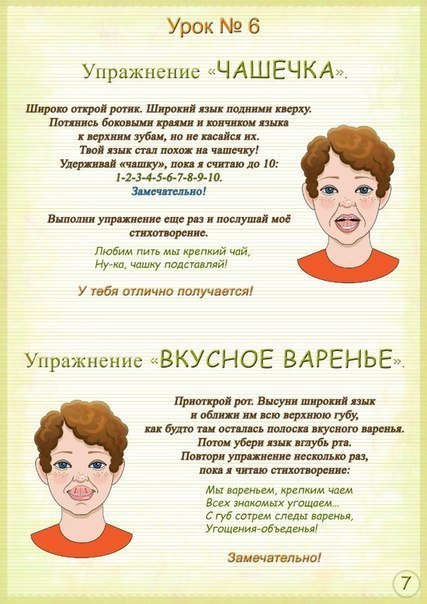 Урок № 6
Упражнение «ЧАШЕЧКА».
Широко открой ротик. Широкий язык подними кверху.
Потянись боковыми краями и кончиком языка
к верхним зубам, но не касайся их.
Твой язык стал похож на чашечку!
Удерживай «чашку», пока я считаю до 10:
1-2-3-4-5-6-7-8-9-10.
Замечательно!
Выполни упражнение еще раз и послушай моё
стихотворение.
Любим пить мы крепкий чай,
Ну-ка, чашку подставляй!
У тебя отлично получается!
Упражнение «ВКУСНОЕ ВАРЕНЬЕ».
Приоткрой рот. Высуни широкий язык
и оближи им всю верхнюю губу,
как будто там осталась полоска вкусного варенья.
Потом убери язык вглубь рта.
Повтори упражнение несколько раз,
пока я читаю стихотворение:
Мы вареньем, крепким чаем
Всех знакомых угощаем...
С губ сотрем следы варенья,
Угощения-объеденья!
Замечательно!
7